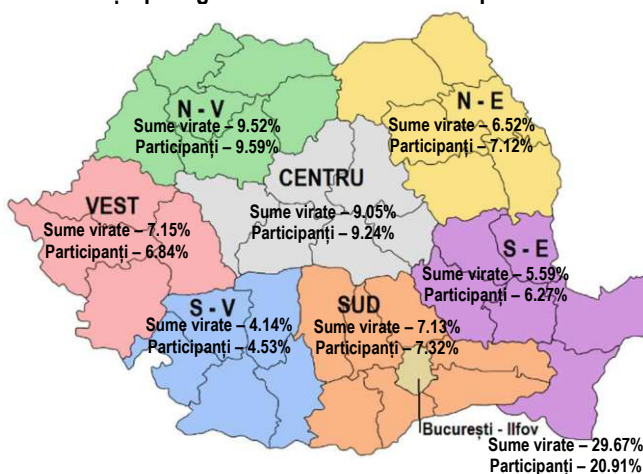 N - V
Sume virate – 9.52%
Participanți – 9.59%
N - E
Sume virate – 6.52%
Participanți – 7.12%
CENTRU
Sume virate – 9.05%
Participanți – 9.24%
VEST
Sume virate – 7.15%
Participanți – 6.84%
S - E
Sume virate – 5.59%
Participanți – 6.27%
S - V
Sume virate – 4.14%
Participanți – 4.53%
SUD
Sume virate – 7.13%
Participanți – 7.32%
București - Ilfov
Sume virate – 29.67%
Participanți – 20.91%